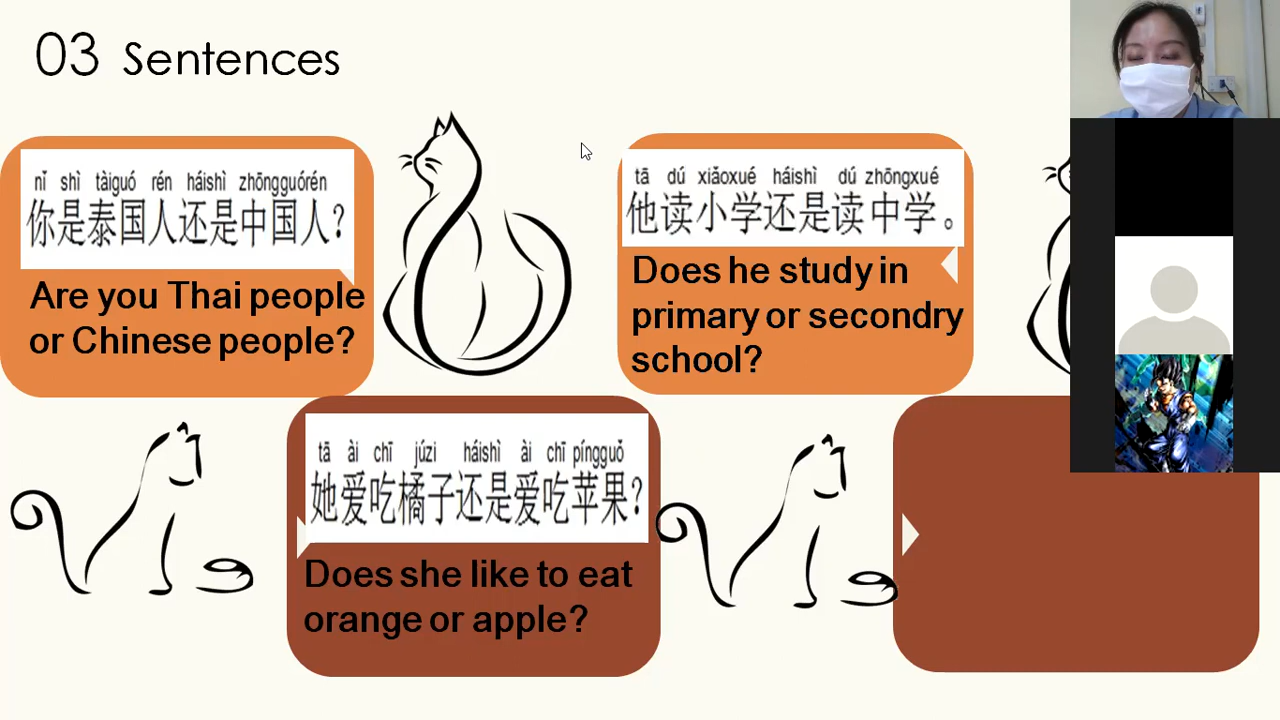 03 Sentences
nǐ shì tàiguó rén háishì zhōngguórén
你是泰国人还是中国人?
Are you Thai people
or Chinese people?
tā dú xiǎoxué háishì dú zhōngxué
他读小学还是读中学。
Does he study in
primary or secondry
school?
tā ài chī júzi háishì ài chī píngguǒ
她爱吃橘子还是爱吃苹果?
Does she like to eat
orange or apple?